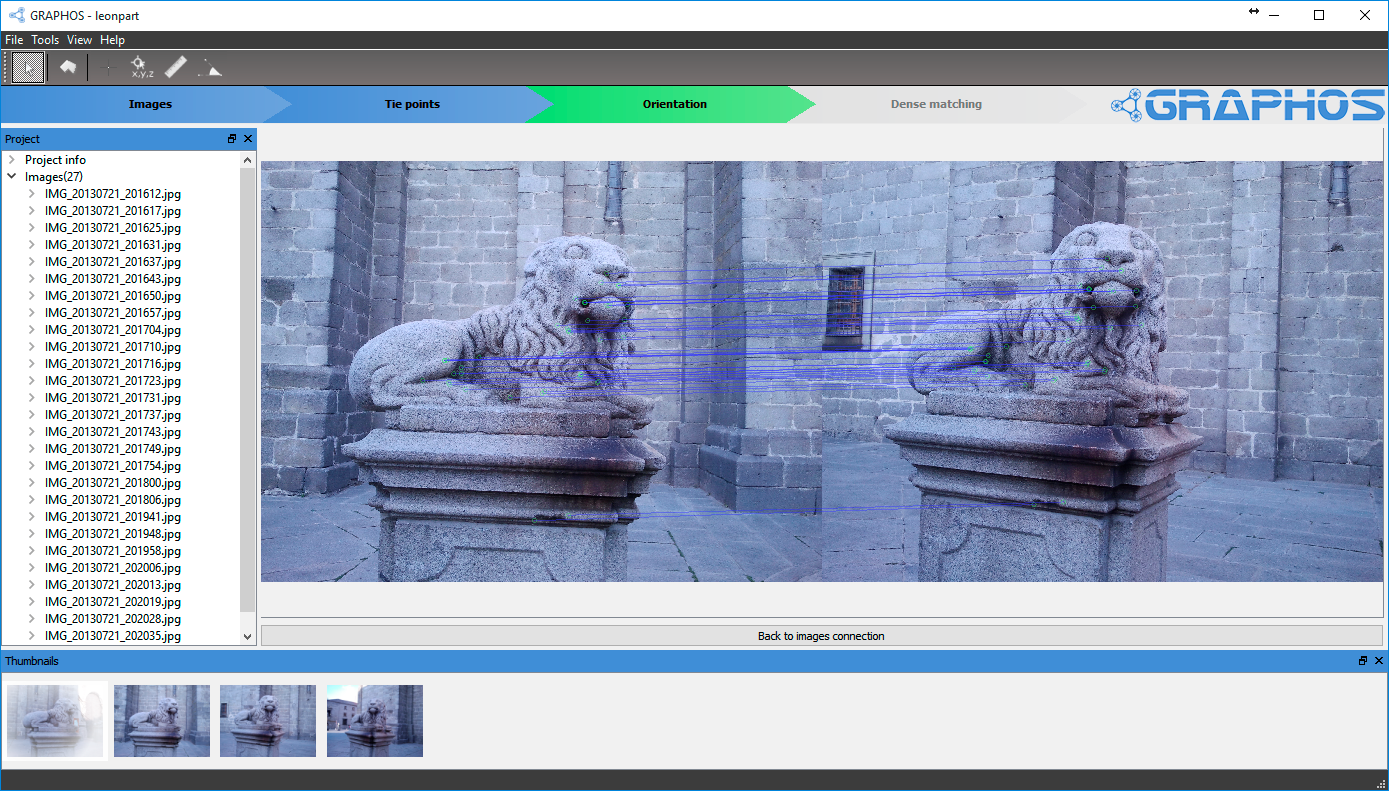 GRAPHOS - leonpart
File Tools View Help
x,y,z
Images Tie points Orientation Dense matching GRAPHOS
Project
Project info
Images(27)
IMG_20130721_201612.jpg
IMG_20130721_201617.jpg
IMG_20130721_201625.jpg
IMG_20130721_201631.jpg
IMG_20130721_201637.jpg
IMG_20130721_201643.jpg
IMG_20130721_201650.jpg
IMG_20130721_201657.jpg
IMG_20130721_201704.jpg
IMG_20130721_201710.jpg
IMG_20130721_201716.jpg
IMG_20130721_201723.jpg
IMG_20130721_201731.jpg
IMG_20130721_201737.jpg
IMG_20130721_201743.jpg
IMG_20130721_201749.jpg
IMG_20130721_201754.jpg
IMG_20130721_201800.jpg
IMG_20130721_201806.jpg
IMG_20130721_201941.jpg
IMG_20130721_201948.jpg
IMG_20130721_201958.jpg
IMG_20130721_202006.jpg
IMG_20130721_202013.jpg
IMG_20130721_202019.jpg
IMG_20130721_202028.jpg
IMG_20130721_202035.jpg
Back to images connection
Thumbnails